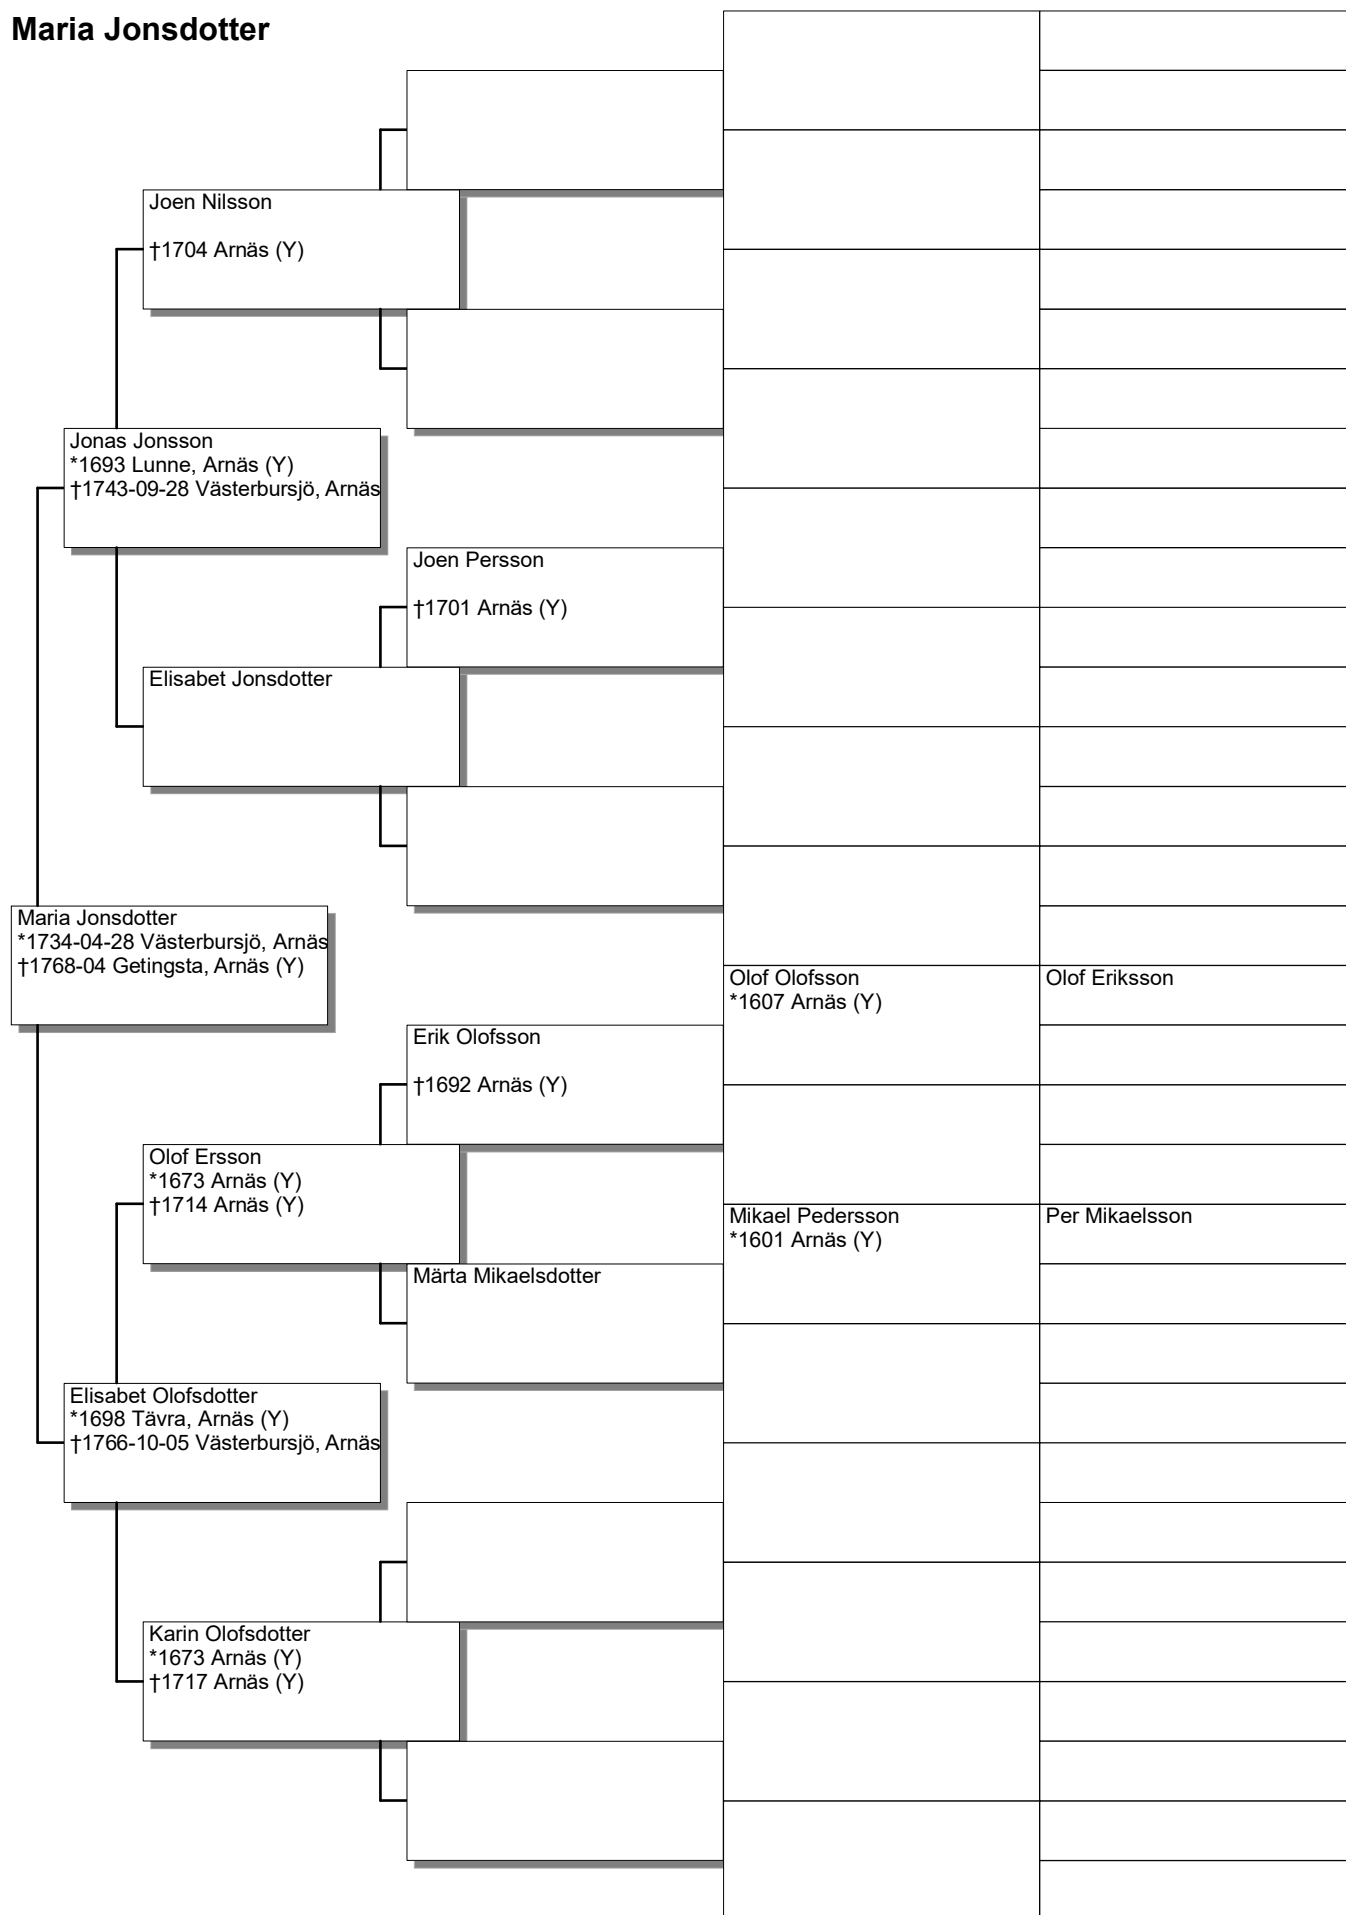 Maria Jonsdotter
Joen Nilsson
†1704 Arnäs (Y)
Jonas Jonsson
*1693 Lunne, Arnäs (Y)
†1743-09-28 Västerbursjö, Arnäs
Joen Persson
†1701 Arnäs (Y)
Elisabet Jonsdotter
Maria Jonsdotter
*1734-04-28 Västerbursjö, Arnäs
†1768-04 Getingsta, Arnäs (Y)
Olof Olofsson
*1607 Arnäs (Y)
Olof Eriksson
Erik Olofsson
†1692 Arnäs (Y)
Olof Ersson
*1673 Arnäs (Y)
†1714 Arnäs (Y)
Mikael Pedersson
*1601 Arnäs (Y)
Per Mikaelsson
Märta Mikaelsdotter
Elisabet Olofsdotter
*1698 Tävra, Arnäs (Y)
†1766-10-05 Västerbursjö, Arnäs
Karin Olofsdotter
*1673 Arnäs (Y)
†1717 Arnäs (Y)